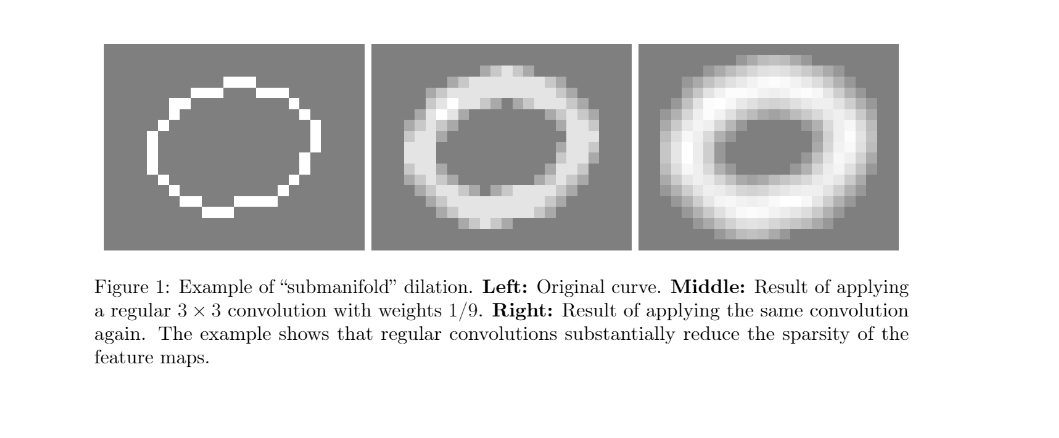 Figure 1: Example of “submanifold” dilation. Left: Original curve. Middle: Result of applying
a regular 3 × 3 convolution with weights 1/9. Right: Result of applying the same convolution
again. The example shows that regular convolutions substantially reduce the sparsity of the
feature maps.